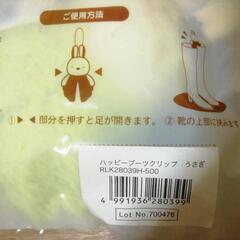 ご使用方法
①▶◀部分を押すと足が開きます。 ②靴の上部に挟みます
ハッピーブーツクリップ うさぎ
RLK28039H-500
4 991936 280399
Lot No.700476